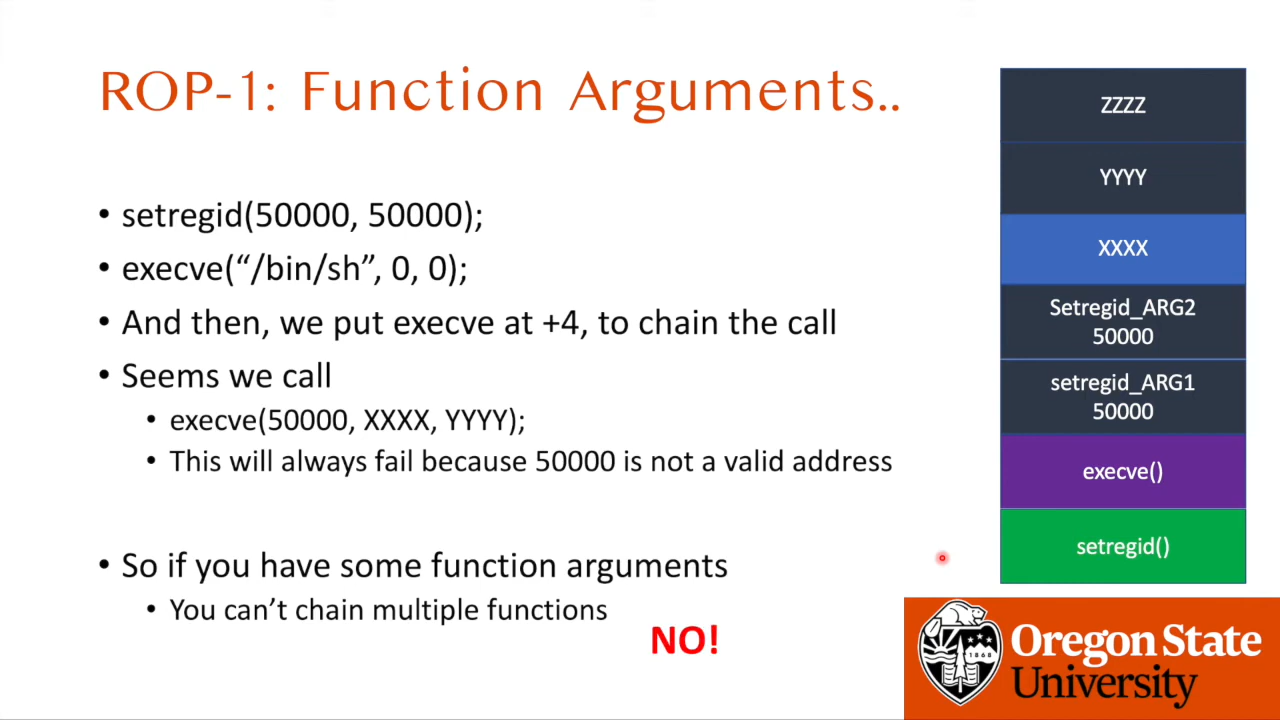 ROP-1: Function Arguments..
• setregid(50000, 50000);
• execve(“/bin/sh”, 0, 0);
• And then, we put execve at +4, to chain the call
• Seems we call
• execve(50000, XXXX, YYYY);
• This will always fail because 50000 is not a valid address
• So if you have some function arguments
• You can’t chain multiple functions
NO!
ZZZZ
YYYY
XXXX
Setregid_ARG2
50000
setregid_ARG1
50000
execve()
setregid()
1868
Oregon State
University